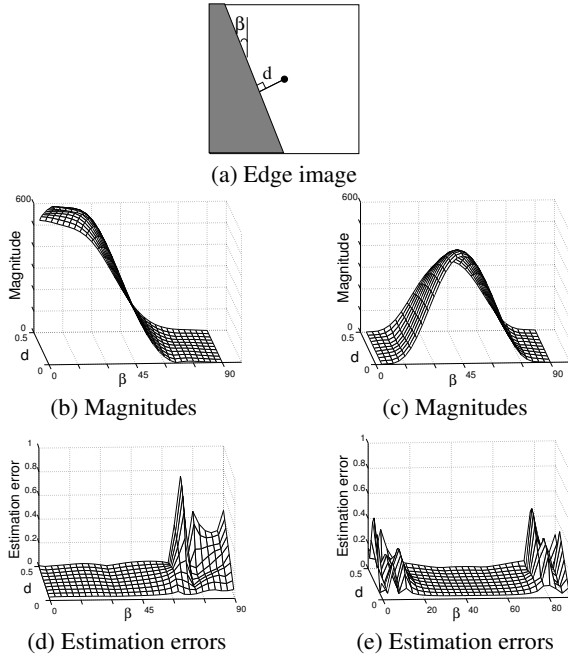 β
d
(a) Edge image
600
Magnitude
0
0.5
d
0
0
45
β
90
(b) Magnitudes
600
Magnitude
0
0.5
d
0
0
45
β
90
(c) Magnitudes
1
0.8
0.6
0.4
0.2
0
Estimation error
0.5
d
0
0
45
β
90
(d) Estimation errors
1
0.8
0.6
0.4
0.2
0
Estimation error
0.5
d
0
0
20
40
60
80
β
(e) Estimation errors